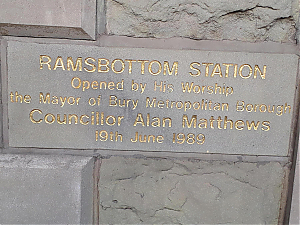 RAMSBOTTOM STATION
Opened by His Worship
the Mayor of Bury Metropolitan Borough
Councillor Alan Matthews
19th June 1989